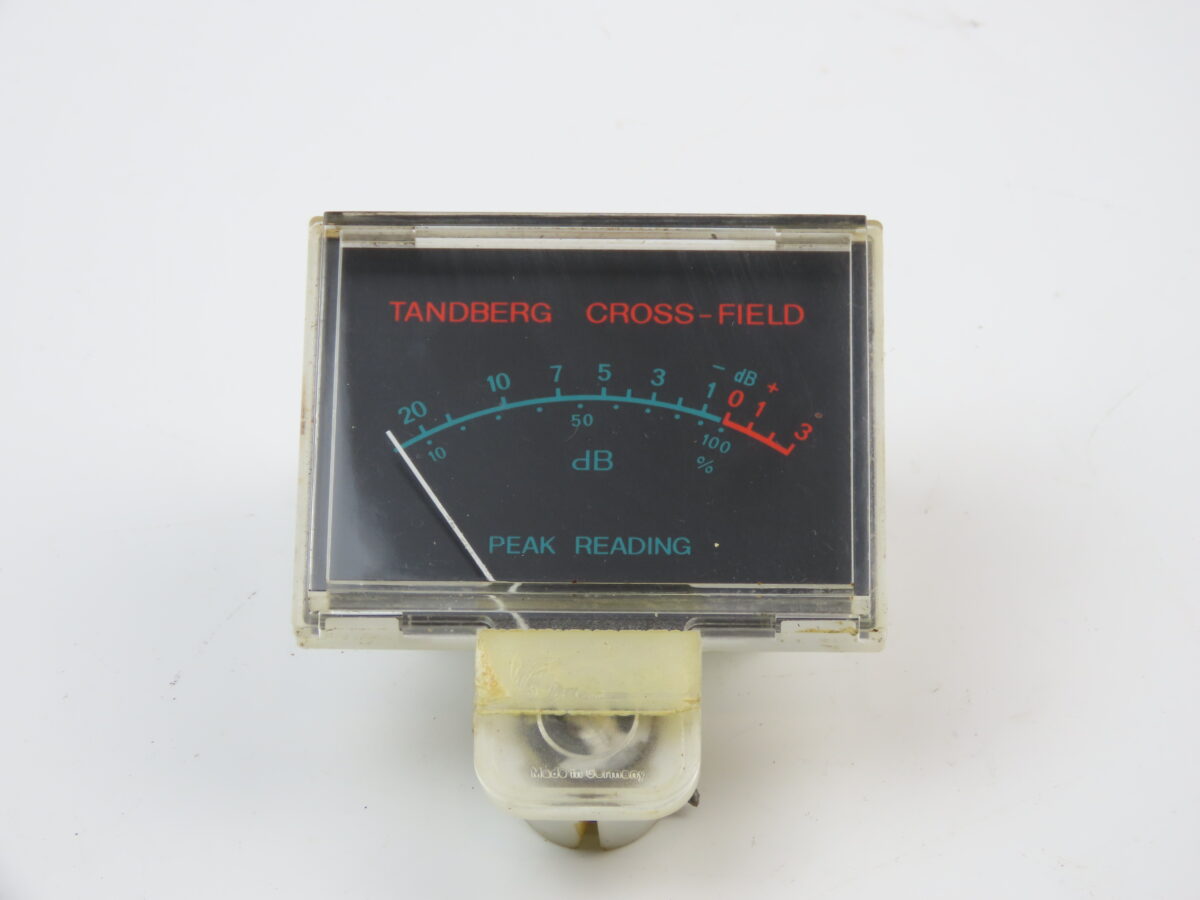 TANDBERG CROSS-FIELD
- dB +
20 10 7 5 3 1 0 1 3
10 50 100
%
dB
PEAK READING
Made in Germany